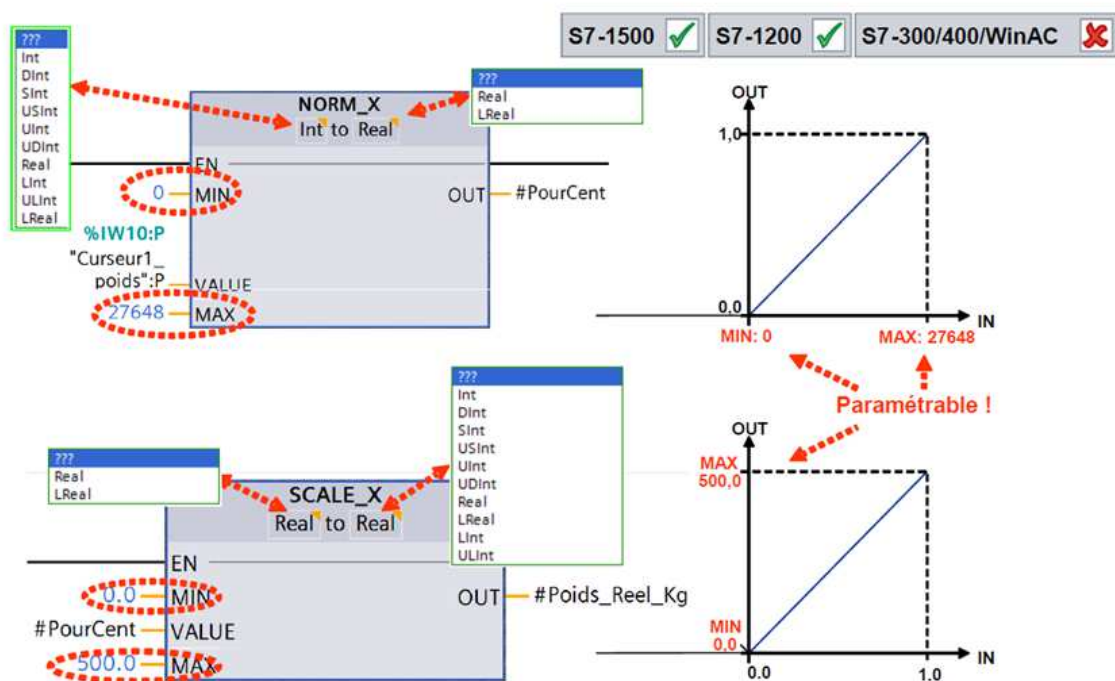 S7-1500
S7-1200
S7-300/400/WinAC
???
Int
DInt
SInt
USInt
UInt
UDInt
Real
LInt
ULInt
LReal
NORM_X
Int to Real
???
Real
LReal
EN
0
MIN
OUT
#PourCent
%IW10:P
"Curseur1_
poids":P
VALUE
27648
MAX
OUT
1,0
0,0
IN
MIN: 0
MAX: 27648
Paramétrable !
???
Real
LReal
SCALE_X
Real to Real
???
Int
DInt
SInt
USInt
UInt
UDInt
Real
LReal
LInt
ULInt
EN
0.0
MIN
OUT
#Poids_Reel_Kg
#PourCent
VALUE
500.0
MAX
OUT
MAX
500,0
MIN
0,0
IN
0.0
1,0